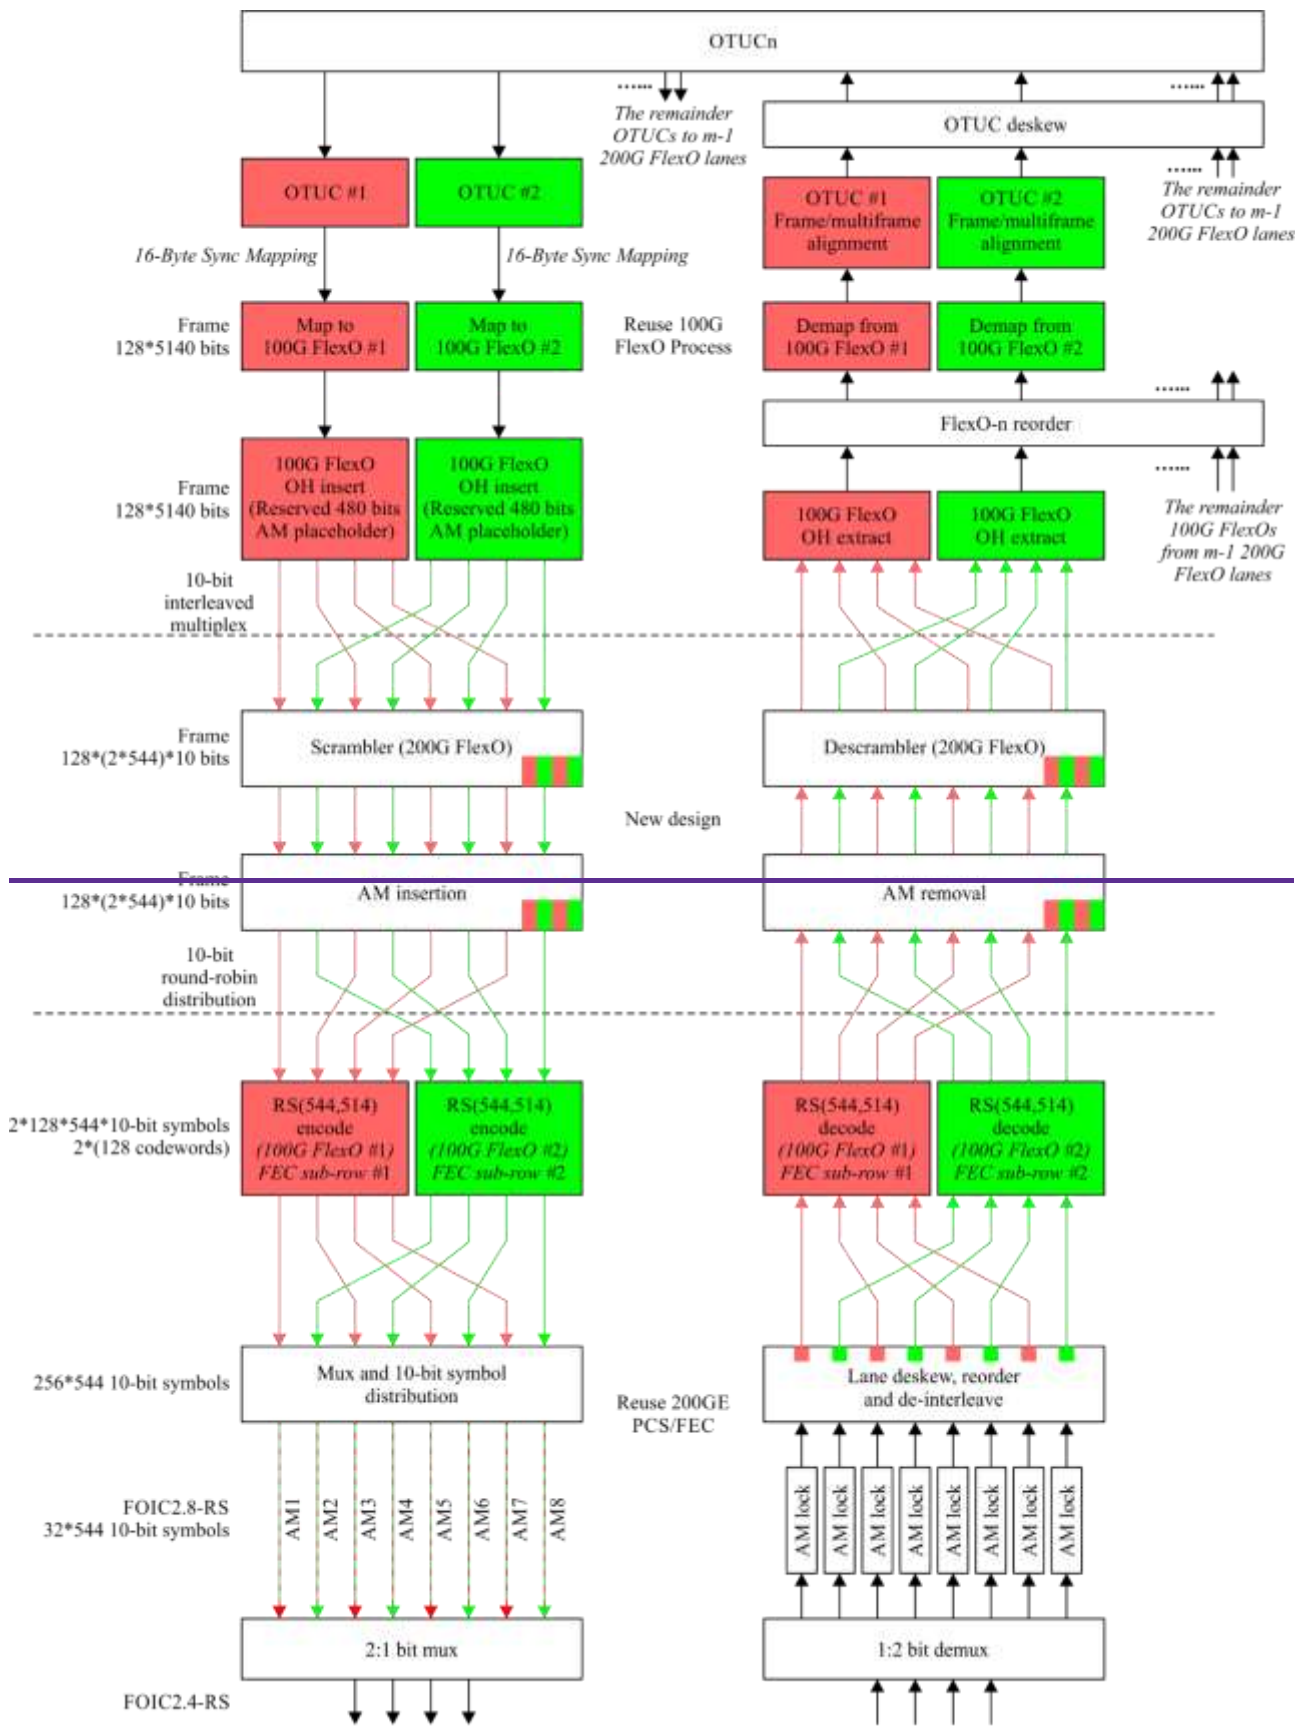 OTUCn
......
The remainder
OTUCs to m-1
200G FlexO lanes
......
OTUC deskew
OTUC #1
OTUC #2
......
The remainder
OTUCs to m-1
200G FlexO lanes
OTUC #1
Frame/multiframe
alignment
OTUC #2
Frame/multiframe
alignment
16-Byte Sync Mapping
16-Byte Sync Mapping
Frame
128*5140 bits
Map to
100G FlexO #1
Map to
100G FlexO #2
Reuse 100G
FlexO Process
Demap from
100G FlexO #1
Demap from
100G FlexO #2
......
FlexO-n reorder
Frame
128*5140 bits
100G FlexO
OH insert
(Reserved 480 bits
AM placeholder)
100G FlexO
OH insert
(Reserved 480 bits
AM placeholder)
......
100G FlexO
OH extract
100G FlexO
OH extract
The remainder
100G FlexOs
from m-1 200G
FlexO lanes
10-bit
interleaved
multiplex
Frame
128*(2*544)*10 bits
Scrambler (200G FlexO)
Descrambler (200G FlexO)
New design
Frame
128*(2*544)*10 bits
AM insertion
AM removal
10-bit
round-robin
distribution
2*128*544*10-bit symbols
2*(128 codewords)
RS(544,514)
encode
(100G FlexO #1)
FEC sub-row #1
RS(544,514)
encode
(100G FlexO #2)
FEC sub-row #2
RS(544,514)
decode
(100G FlexO #1)
FEC sub-row #1
RS(544,514)
decode
(100G FlexO #2)
FEC sub-row #2
256*544 10-bit symbols
Mux and 10-bit symbol
distribution
Reuse 200GE
PCS/FEC
Lane deskew, reorder
and de-interleave
FOIC2.8-RS
32*544 10-bit symbols
AM1
AM2
AM3
AM4
AM5
AM6
AM7
AM8
AM lock
AM lock
AM lock
AM lock
AM lock
AM lock
AM lock
AM lock
2:1 bit mux
1:2 bit demux
FOIC2.4-RS